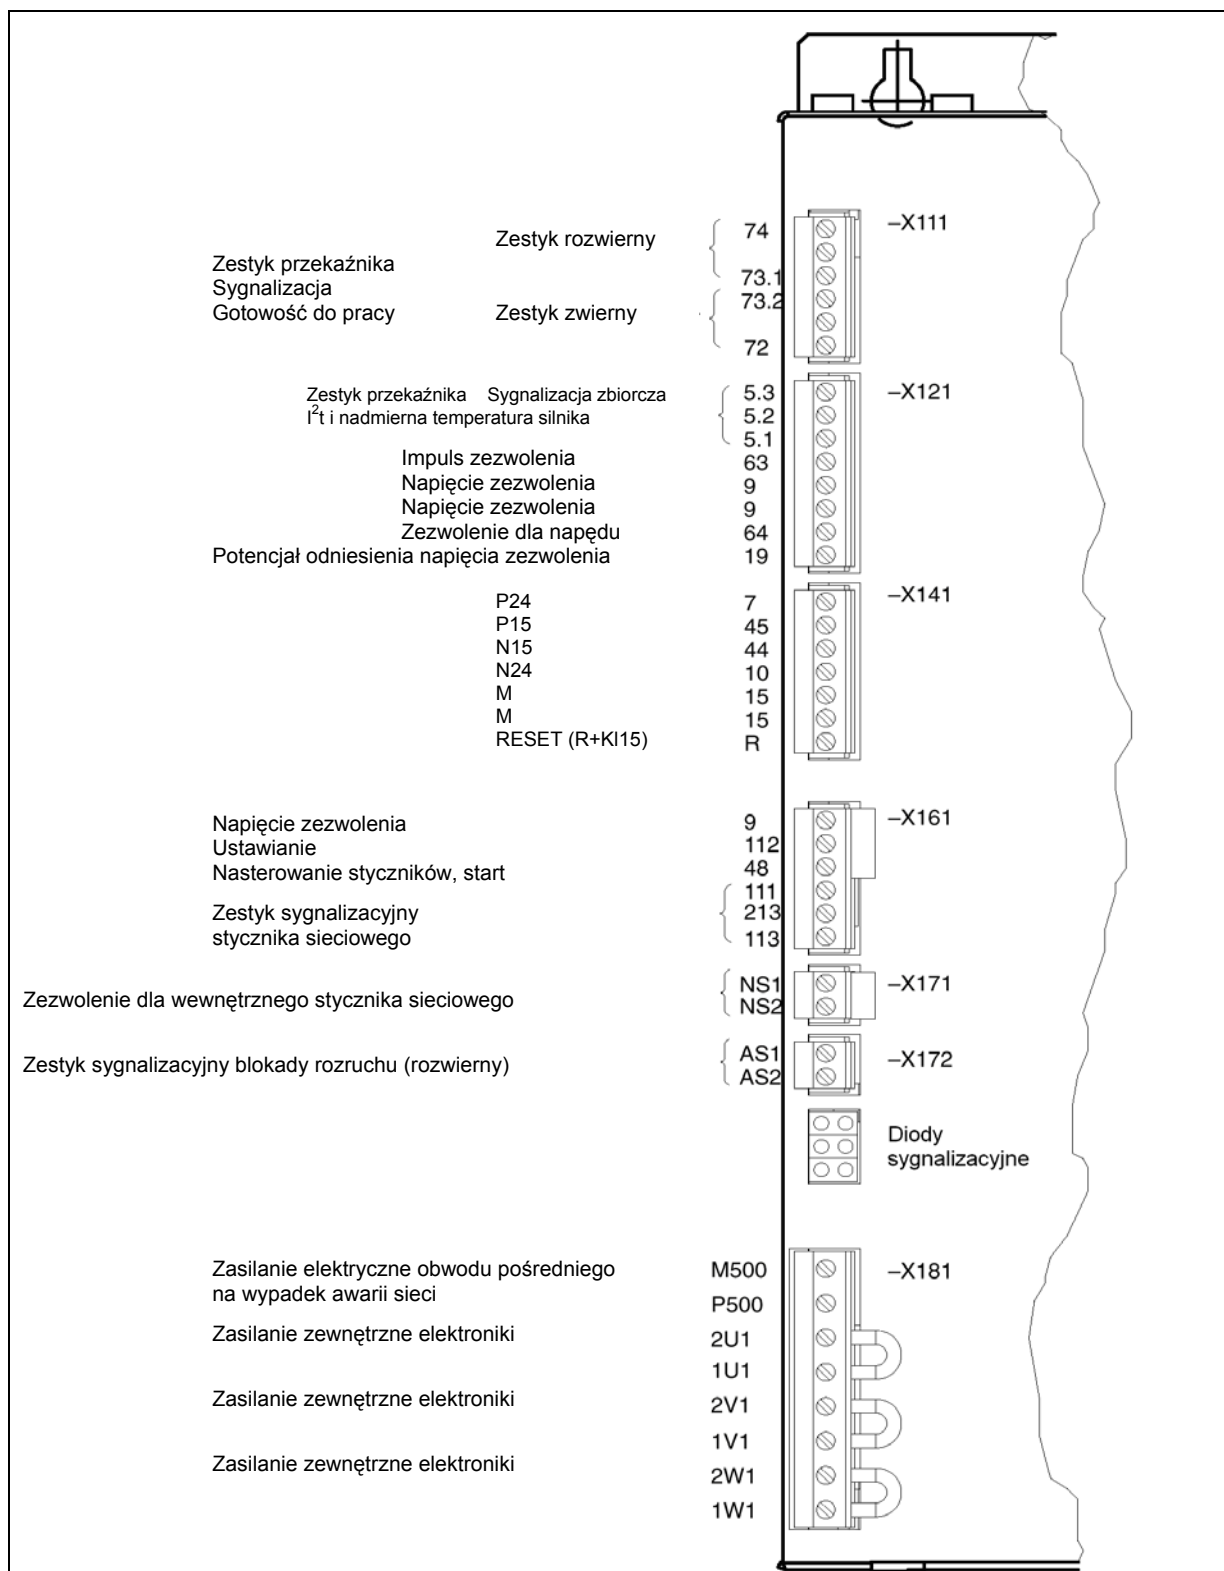 Zestyk rozwierny 74 –X111
Zestyk przekaźnika 73.1
Sygnalizacja 73.2
Gotowość do pracy Zestyk zwierny
72
Zestyk przekaźnika Sygnalizacja zbiorcza 5.3 –X121
I²t i nadmierna temperatura silnika 5.2
5.1
Impuls zezwolenia 63
Napięcie zezwolenia 9
Napięcie zezwolenia 9
Zezwolenie dla napędu 64
Potencjał odniesienia napięcia zezwolenia 19
P24 7 –X141
P15 45
N15 44
N24 10
M 15
M 15
RESET (R+Kl15) R
Napięcie zezwolenia 9 –X161
Ustawianie 112
Nasterowanie styczników, start 48
111
Zestyk sygnalizacyjny 213
stycznika sieciowego 113
NS1 –X171
Zezwolenie dla wewnętrznego stycznika sieciowego NS2
AS1 –X172
Zestyk sygnalizacyjny blokady rozruchu (rozwierny) AS2
Diody
sygnalizacyjne
Zasilanie elektryczne obwodu pośredniego M500 –X181
na wypadek awarii sieci P500
Zasilanie zewnętrzne elektroniki 2U1
1U1
Zasilanie zewnętrzne elektroniki 2V1
1V1
Zasilanie zewnętrzne elektroniki 2W1
1W1